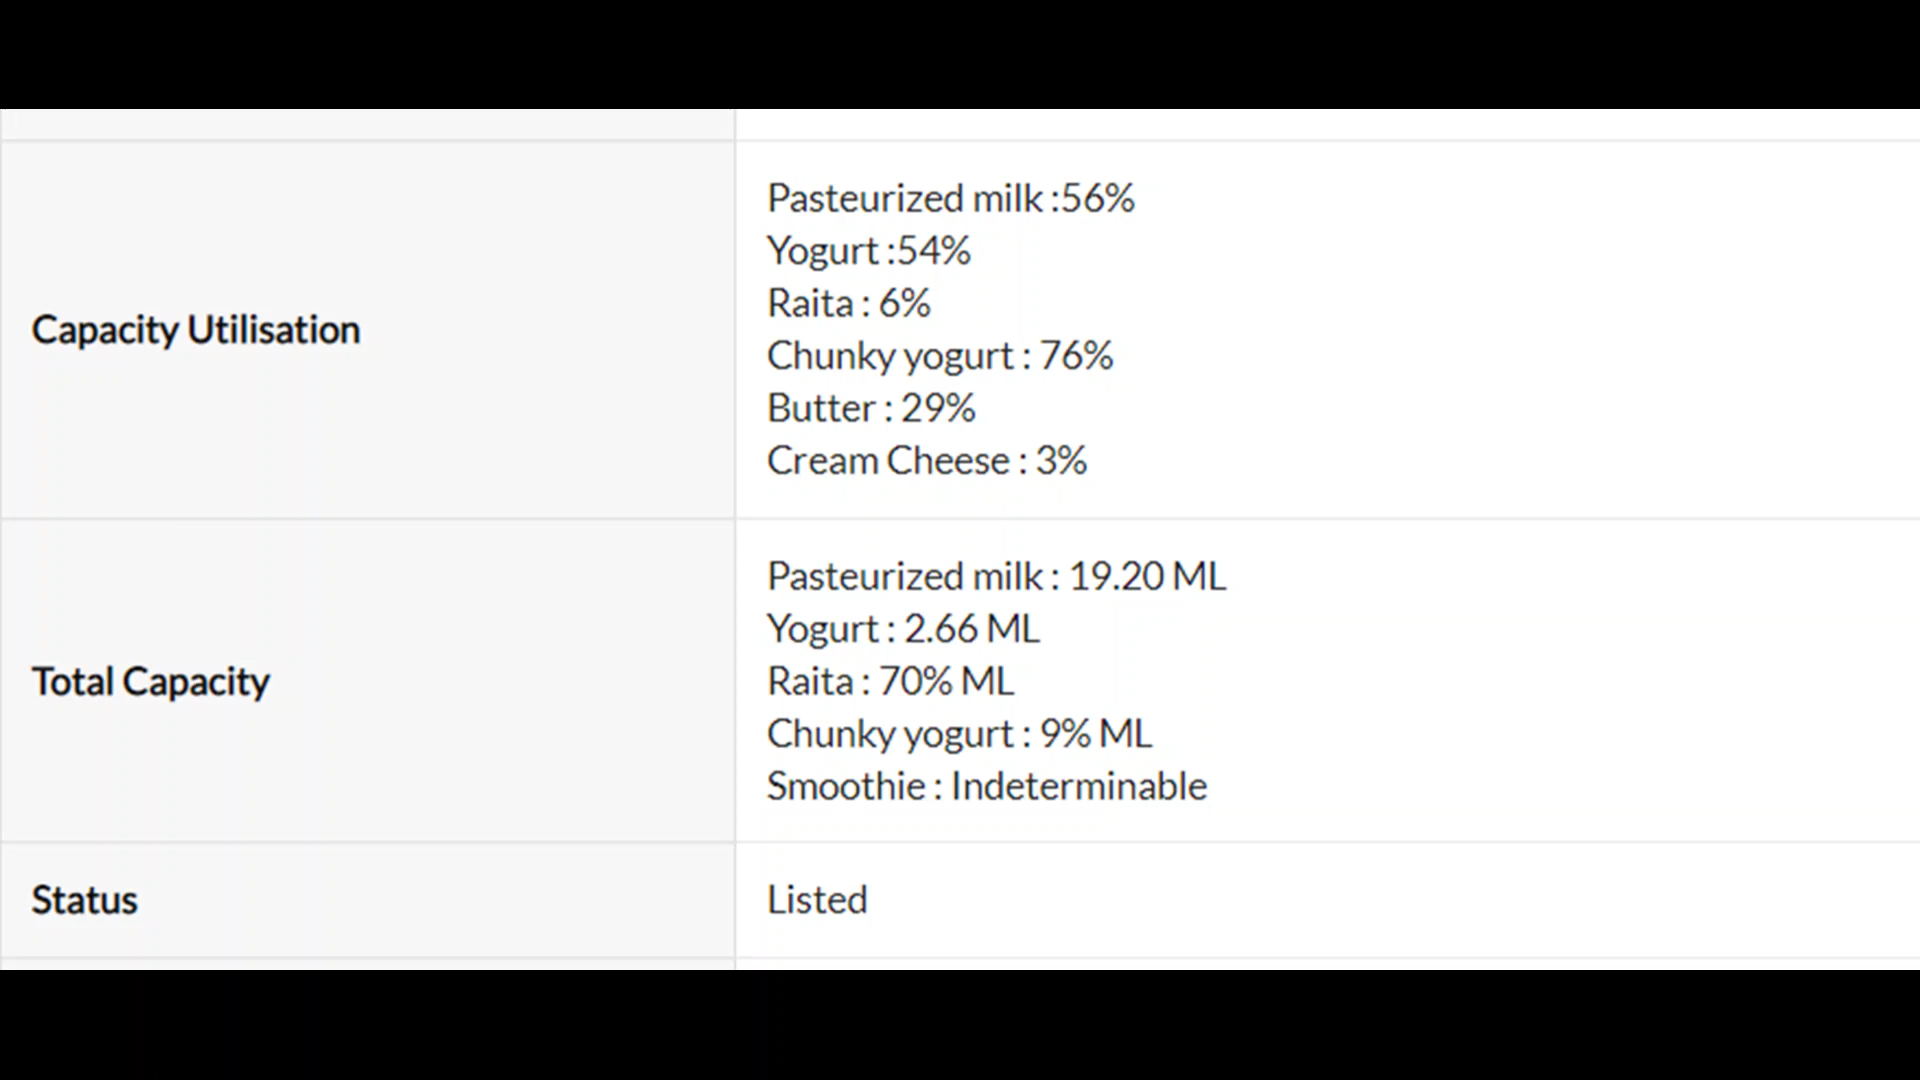 Capacity Utilisation
Pasteurized milk :56%
Yogurt :54%
Raita : 6%
Chunky yogurt : 76%
Butter : 29%
Cream Cheese : 3%
Total Capacity
Pasteurized milk : 19.20 ML
Yogurt : 2.66 ML
Raita : 70% ML
Chunky yogurt : 9% ML
Smoothie : Indeterminable
Status
Listed